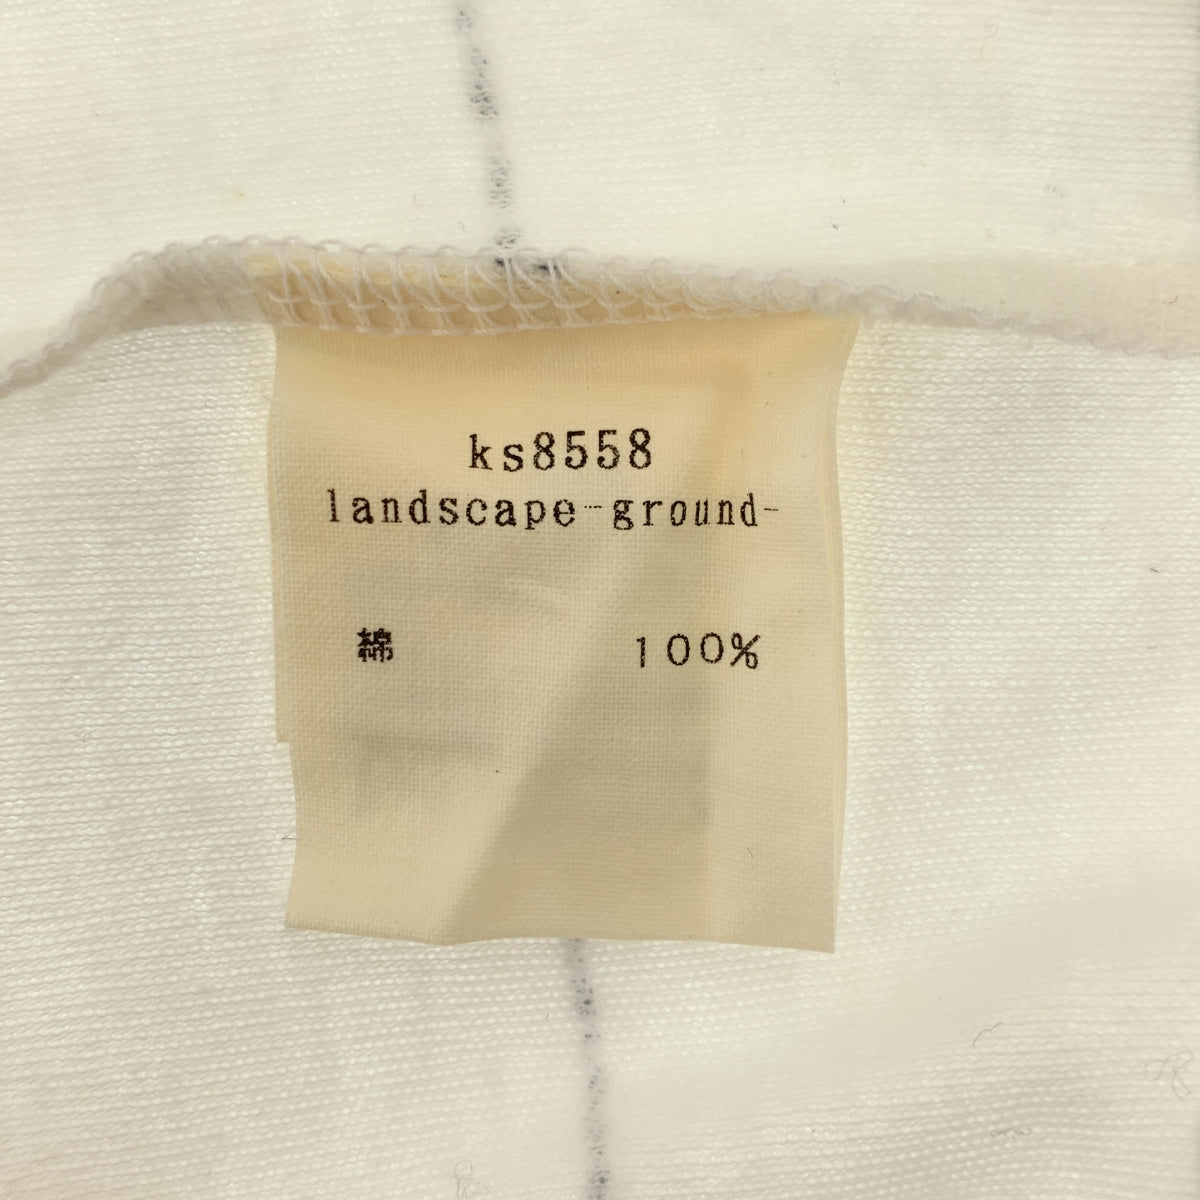 ks8558
landscape-ground-
綿 100%